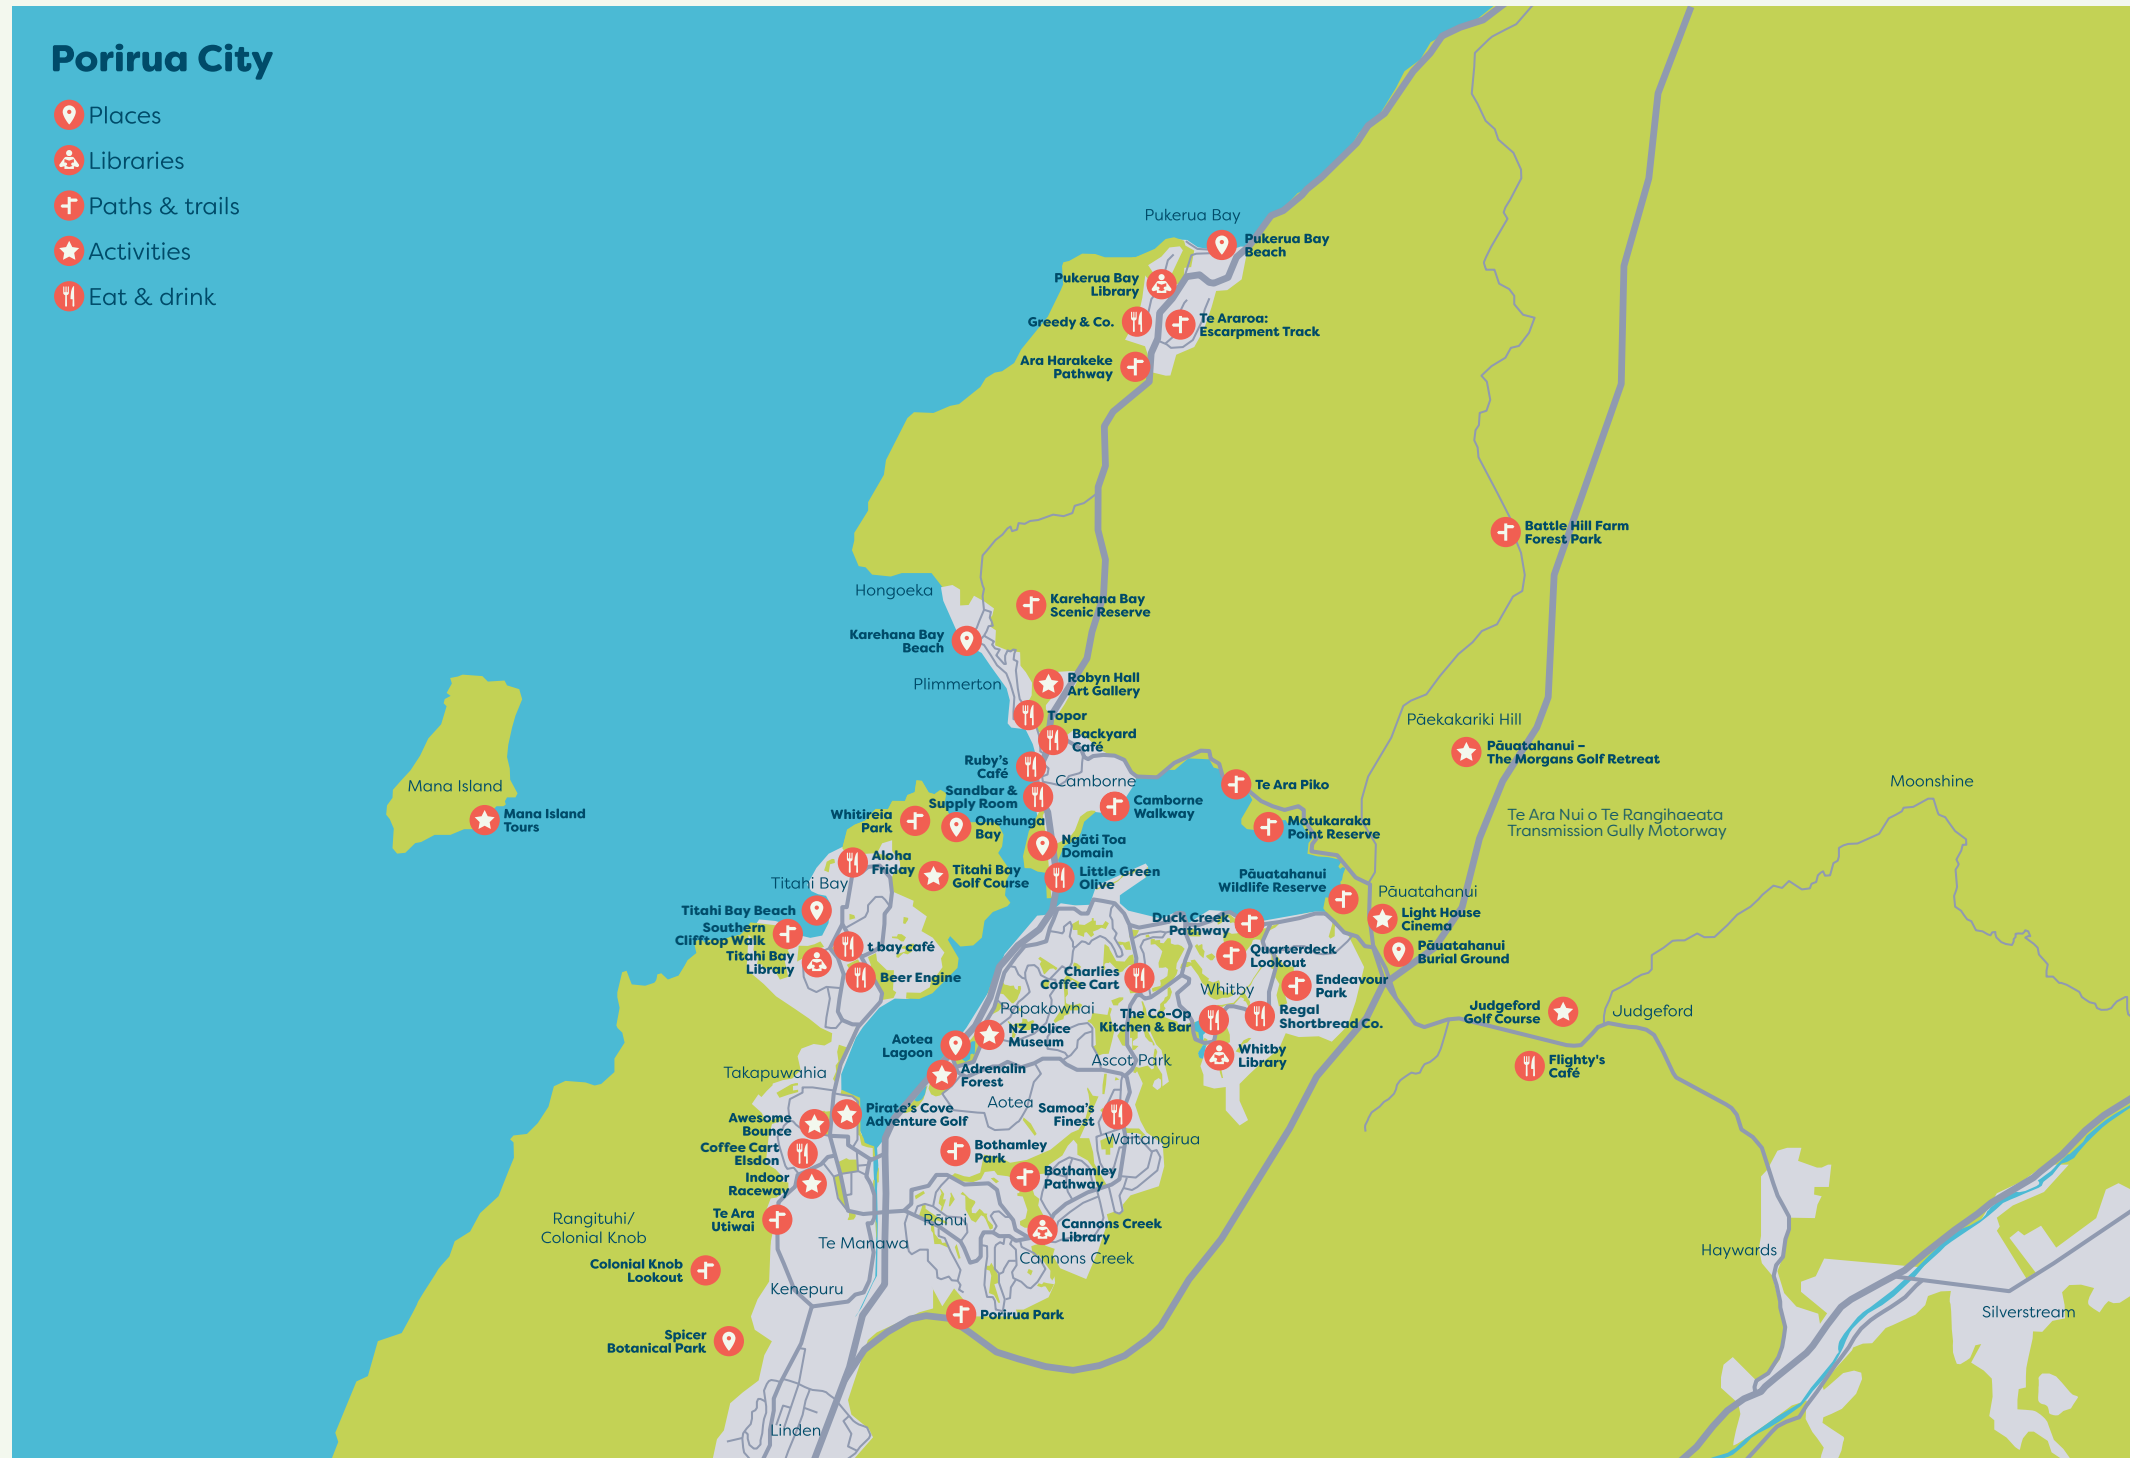 Porirua City
Places
Libraries
Paths & trails
Activities
Eat & drink
Pukerua Bay
Pukerua Bay
Beach
Pukerua Bay
Library
Greedy & Co.
Te Araroa:
Escarpment Track
Ara Harakeke
Pathway
Battle Hill Farm
Forest Park
Hongoeka
Karehana Bay
Scenic Reserve
Karehana Bay
Beach
Plimmerton
Robyn Hall
Art Gallery
Topor
Backyard
Café
Ruby's
Café
Camborne
Sandbar &
Supply Room
Camborne
Walkway
Te Ara Piko
Motukaraka
Point Reserve
Pāekakariki Hill
Pāuatahanui –
The Morgans Golf Retreat
Te Ara Nui o Te Rangihaeata
Transmission Gully Motorway
Moonshine
Mana Island
Mana Island
Tours
Whitireia
Park
Onehunga
Bay
Ngāti Toa
Domain
Aloha
Friday
Titahi Bay
Golf Course
Little Green
Olive
Titahi Bay
Titahi Bay Beach
Southern
Clifftop Walk
t bay café
Titahi Bay
Library
Beer Engine
Pāuatahanui
Wildlife Reserve
Pāuatahanui
Light House
Cinema
Duck Creek
Pathway
Pāuatahanui
Burial Ground
Quarterdeck
Lookout
Charlies
Coffee Cart
Whitby
Endeavour
Park
Papakowhai
The Co-Op
Kitchen & Bar
Regal
Shortbread Co.
Judgeford
Golf Course
Judgeford
NZ Police
Museum
Aotea
Lagoon
Whitby
Library
Ascot Park
Flighty's
Café
Takapuwahia
Adrenalin
Forest
Aotea
Pirate's Cove
Adventure Golf
Samoa's
Finest
Awesome
Bounce
Waitangirua
Coffee Cart
Elsdon
Bothamley
Park
Indoor
Raceway
Bothamley
Pathway
Te Ara
Utiwai
Rānui
Cannons Creek
Library
Rangituhi/
Colonial Knob
Te Manawa
Cannons Creek
Colonial Knob
Lookout
Kenepuru
Porirua Park
Spicer
Botanical Park
Linden
Haywards
Silverstream